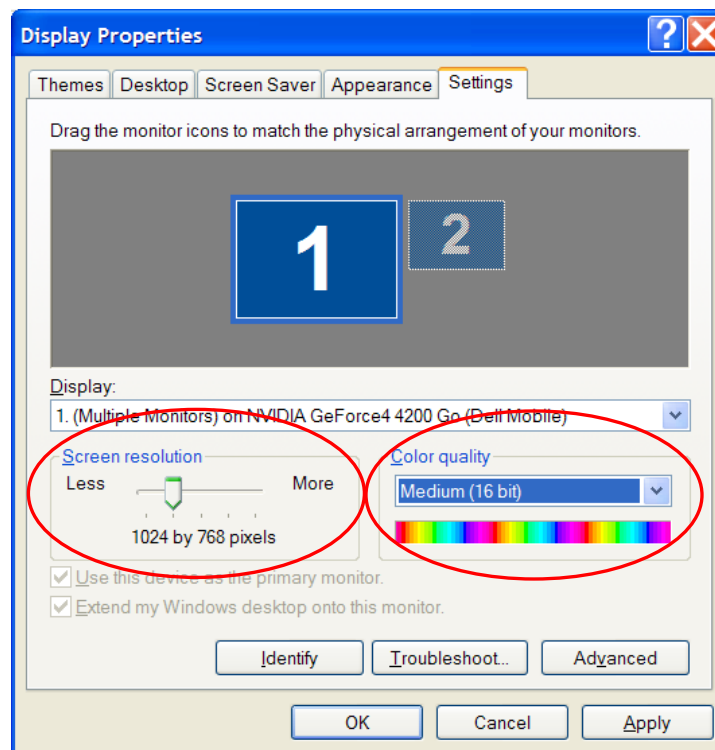 Display Properties
Themes Desktop Screen Saver Appearance Settings
Drag the monitor icons to match the physical arrangement of your monitors.
1 2
Display:
1. (Multiple Monitors) on NVIDIA GeForce4 4200 Go (Dell Mobile)
Screen resolution
Less More
1024 by 768 pixels
Color quality
Medium (16 bit)
Use this device as the primary monitor.
Extend my Windows desktop onto this monitor.
Identify Troubleshoot... Advanced
OK Cancel Apply